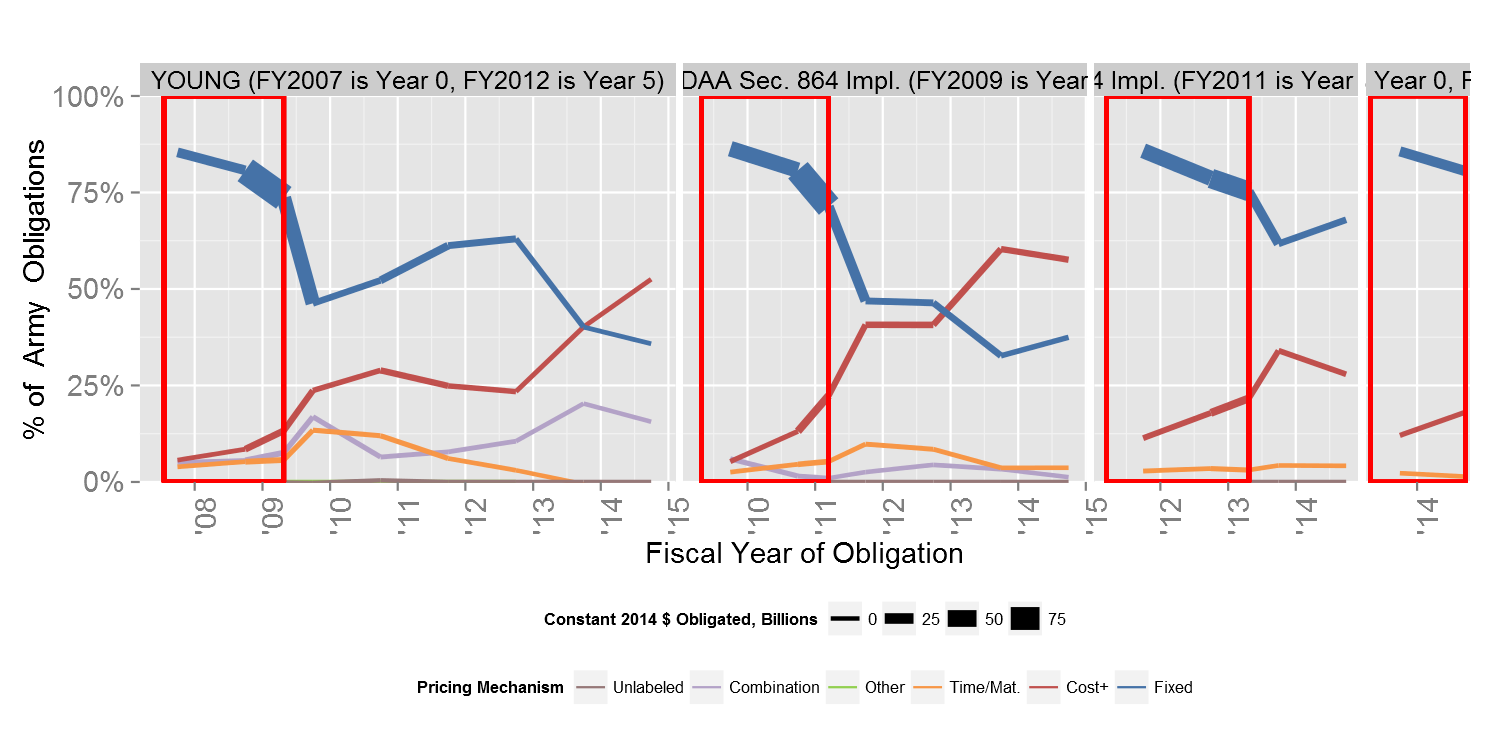 YOUNG (FY2007 is Year 0, FY2012 is Year 5)
DAA Sec. 864 Impl. (FY2009 is Year
4 Impl. (FY2011 is Year
Year 0, F
% of Army Obligations
100%
75%
50%
25%
0%
'08 '09 '10 '11 '12 '13 '14 '15
'10 '11 '12 '13 '14 '15
'12 '13 '14
'14
Fiscal Year of Obligation
Constant 2014 $ Obligated, Billions 0 25 50 75
Pricing Mechanism Unlabeled Combination Other Time/Mat. Cost+ Fixed